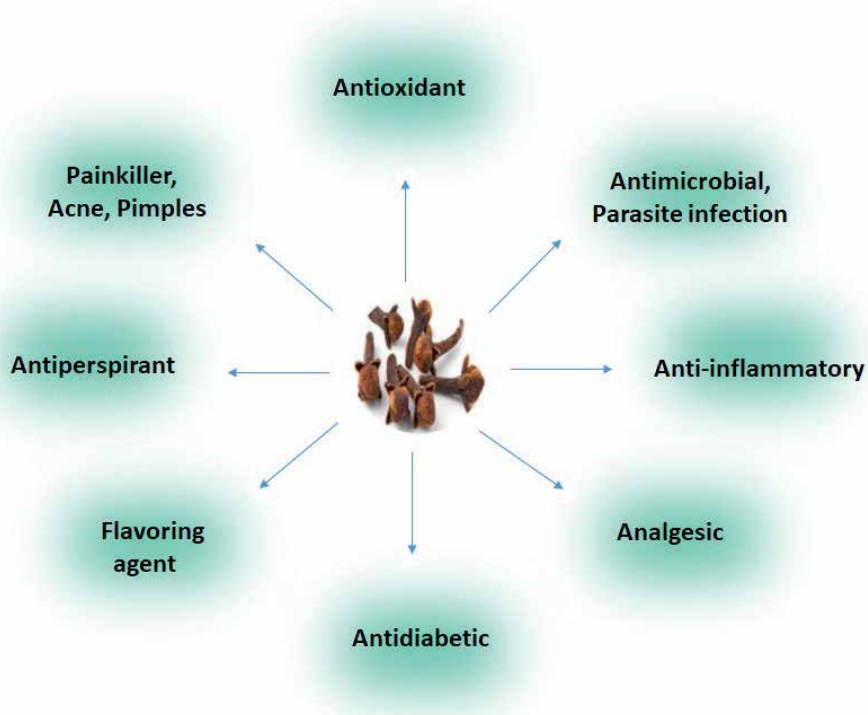 Antioxidant
Painkiller,
Acne, Pimples
Antimicrobial,
Parasite infection
Antiperspirant
Anti-inflammatory
Flavoring
agent
Analgesic
Antidiabetic